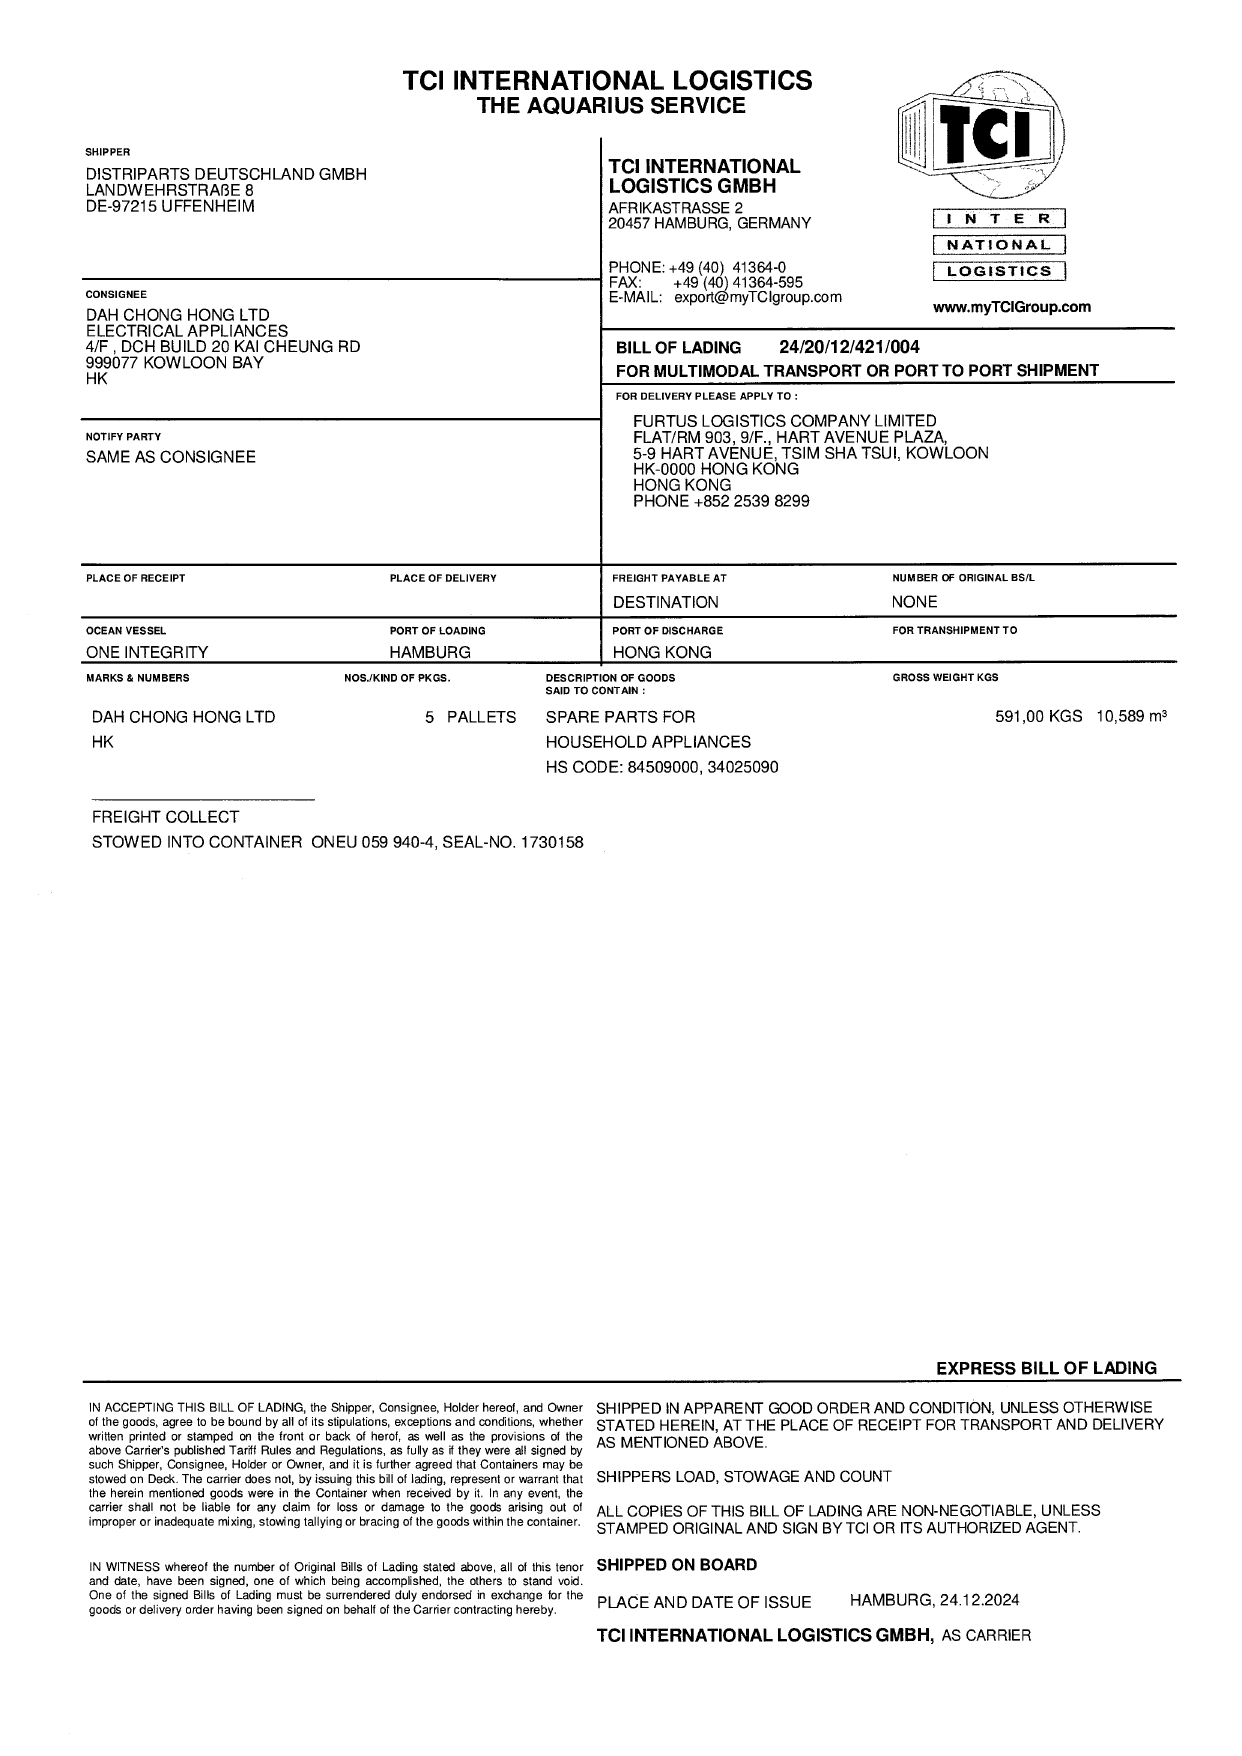 TCI INTERNATIONAL LOGISTICS
THE AQUARIUS SERVICE
TCI
INTER
NATIONAL
LOGISTICS
www.myTCIGroup.com
SHIPPER
DISTRIPARTS DEUTSCHLAND GMBH
LANDWEHRSTRAßE 8
DE-97215 UFFENHEIM
TCI INTERNATIONAL
LOGISTICS GMBH
AFRIKASTRASSE 2
20457 HAMBURG, GERMANY
PHONE: +49 (40) 41364-0
FAX: +49 (40) 41364-595
E-MAIL: export@myTCIgroup.com
CONSIGNEE
DAH CHONG HONG LTD
ELECTRICAL APPLIANCES
4/F , DCH BUILD 20 KAI CHEUNG RD
999077 KOWLOON BAY
HK
BILL OF LADING 24/20/12/421/004
FOR MULTIMODAL TRANSPORT OR PORT TO PORT SHIPMENT
FOR DELIVERY PLEASE APPLY TO :
FURTUS LOGISTICS COMPANY LIMITED
FLAT/RM 903, 9/F., HART AVENUE PLAZA,
5-9 HART AVENUE, TSIM SHA TSUI, KOWLOON
HK-0000 HONG KONG
HONG KONG
PHONE +852 2539 8299
NOTIFY PARTY
SAME AS CONSIGNEE
PLACE OF RECEIPT PLACE OF DELIVERY FREIGHT PAYABLE AT NUMBER OF ORIGINAL BS/L
DESTINATION NONE
OCEAN VESSEL PORT OF LOADING PORT OF DISCHARGE FOR TRANSHIPMENT TO
ONE INTEGRITY HAMBURG HONG KONG
MARKS & NUMBERS NOS./KIND OF PKGS. DESCRIPTION OF GOODS GROSS WEIGHT KGS
SAID TO CONTAIN :
DAH CHONG HONG LTD 5 PALLETS SPARE PARTS FOR 591,00 KGS 10,589 m³
HK HOUSEHOLD APPLIANCES
HS CODE: 84509000, 34025090
FREIGHT COLLECT
STOWED INTO CONTAINER ONEU 059 940-4, SEAL-NO. 1730158
EXPRESS BILL OF LADING
IN ACCEPTING THIS BILL OF LADING, the Shipper, Consignee, Holder hereof, and Owner
of the goods, agree to be bound by all of its stipulations, exceptions and conditions, whether
written printed or stamped on the front or back of herof, as well as the provisions of the
above Carrier's published Tariff Rules and Regulations, as fully as if they were all signed by
such Shipper, Consignee, Holder or Owner, and it is further agreed that Containers may be
stowed on Deck. The carrier does not, by issuing this bill of lading, represent or warrant that
the herein mentioned goods were in the Container when received by it. In any event, the
carrier shall not be liable for any claim for loss or damage to the goods arising out of
improper or inadequate mixing, stowing tallying or bracing of the goods within the container.
IN WITNESS whereof the number of Original Bills of Lading stated above, all of this tenor
and date, have been signed, one of which being accomplished, the others to stand void.
One of the signed Bills of Lading must be surrendered duly endorsed in exchange for the
goods or delivery order having been signed on behalf of the Carrier contracting hereby.
SHIPPED IN APPARENT GOOD ORDER AND CONDITION, UNLESS OTHERWISE
STATED HEREIN, AT THE PLACE OF RECEIPT FOR TRANSPORT AND DELIVERY
AS MENTIONED ABOVE.
SHIPPERS LOAD, STOWAGE AND COUNT
ALL COPIES OF THIS BILL OF LADING ARE NON-NEGOTIABLE, UNLESS
STAMPED ORIGINAL AND SIGN BY TCI OR ITS AUTHORIZED AGENT.
SHIPPED ON BOARD
PLACE AND DATE OF ISSUE HAMBURG, 24.12.2024
TCI INTERNATIONAL LOGISTICS GMBH, AS CARRIER